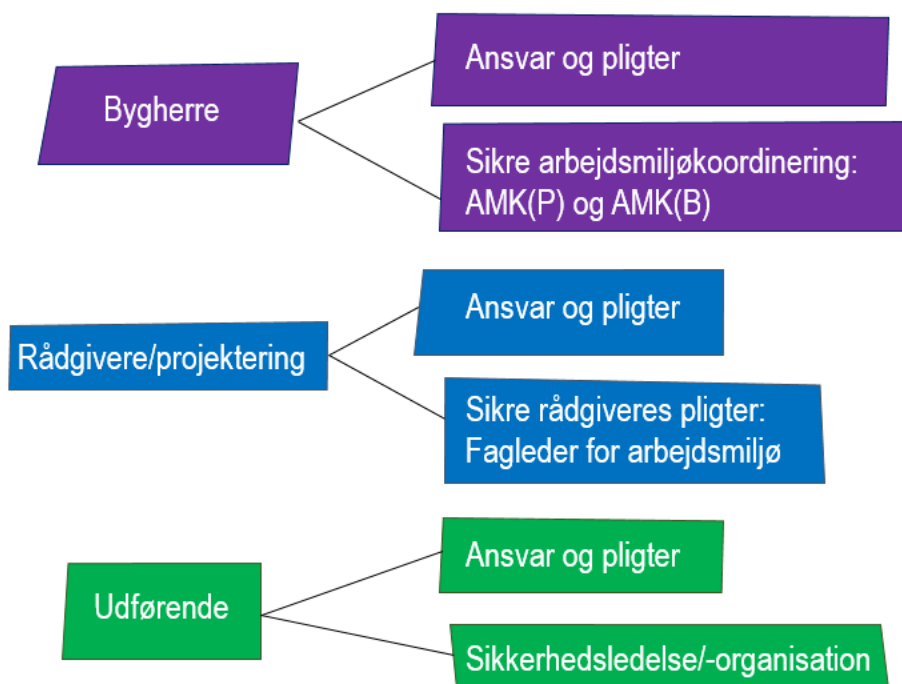 Bygherre
Ansvar og pligter
Sikre arbejdsmiljøkoordinering:
AMK(P) og AMK(B)
Rådgivere/projektering
Ansvar og pligter
Sikre rådgiveres pligter:
Fagleder for arbejdsmiljø
Udførende
Ansvar og pligter
Sikkerhedsledelse/-organisation